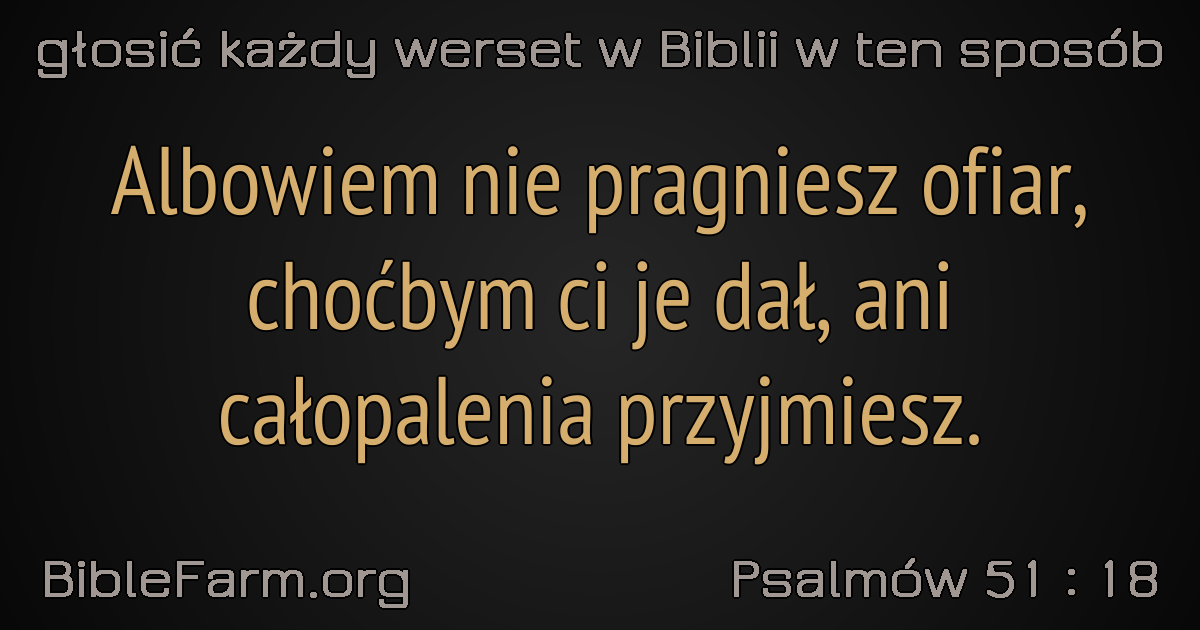 głosić każdy werset w Biblii w ten sposób
Albowiem nie pragniesz ofiar,
choćbym ci je dał, ani
całopalenia przyjmiesz.
BibleFarm.org
Psalmów 51 : 18